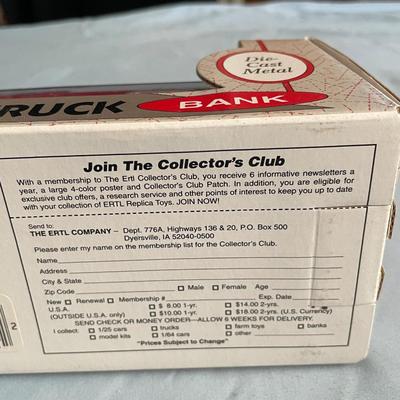 Die-
Cast
Metal
RUCK BANK
Join The Collector's Club
With a membership to The Ertl Collector's Club, you receive 6 informative newsletters a
year, a large 4-color poster and Collector's Club Patch. In addition, you are eligible for
exclusive club offers, a research service and other points of interest to keep you up to date
with your collection of ERTL Replica Toys. JOIN NOW!
Send to:
THE ERTL COMPANY – Dept. 776A, Highways 136 & 20, P.O. Box 500
Dyersville, IA 52040-0500
Please enter my name on the membership list for the Collector's Club.
Name
Address
City & State
Zip Code □ Male □ Female Age
New □ Renewal □ Membership # Exp. Date
U.S.A. □ $ 8.00 1-yr. □ $14.00 2-yrs.
(OUTSIDE U.S.A. only) □ $10.00 1-yr. □ $18.00 2-yrs. (U.S. Currency)
SEND CHECK OR MONEY ORDER—ALLOW 6 WEEKS FOR DELIVERY.
I collect: □ 1/25 cars □ trucks □ farm toys □ banks
□ model kits □ 1/64 cars □ other
"Prices Subject to Change"
2